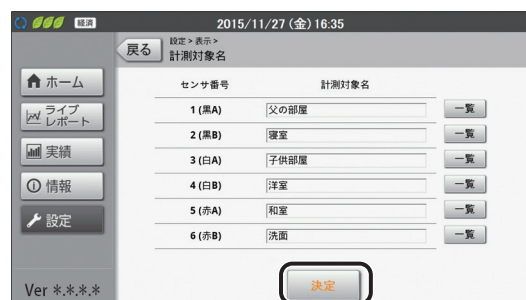 経済
2015/11/27 (金) 16:35
戻る
設定 > 表示 >
計測対象名
ホーム
ライブ
レポート
実績
情報
設定
Ver *.*.*.*
センサ番号 計測対象名
1 (黒A) 父の部屋 一覧
2 (黒B) 寝室 一覧
3 (白A) 子供部屋 一覧
4 (白B) 洋室 一覧
5 (赤A) 和室 一覧
6 (赤B) 洗面 一覧
決定